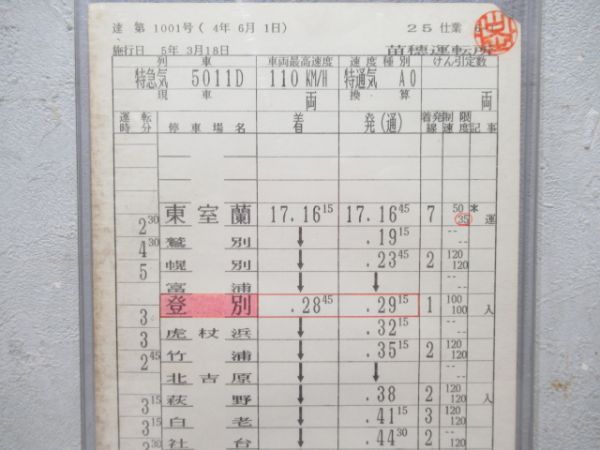 達 第 1001号( 4年 6月 1日) 25仕業
施行日 5年 3月18日 苗穂運転所
列車 車両最高速度 速度種別 けん引定数
特急気 5011D 110KM/H 特通気 A0
現車 両 換算 両
運転時分 停車場名 着 発(通) 着発線 制限速度 記事
東室蘭 17.16 15 17.16 45 7 50 35 * 運
2 30
鷲別 ↓ .19 15 -- --
4 30
幌別 ↓ .23 45 2 120 120
5
富浦 ↓ ↓ -- --
登別 .28 45 .29 15 1 100 100 入
3
虎杖浜 ↓ .32 15 -- --
3
竹浦 ↓ .35 15 2 120 120
2 45
北吉原 ↓ ↓ -- --
萩野 ↓ .38 2 120 120 入
3 15
白老 ↓ .41 15 3 120 120
3 15
社台 ↓ .44 30 2 -- 120